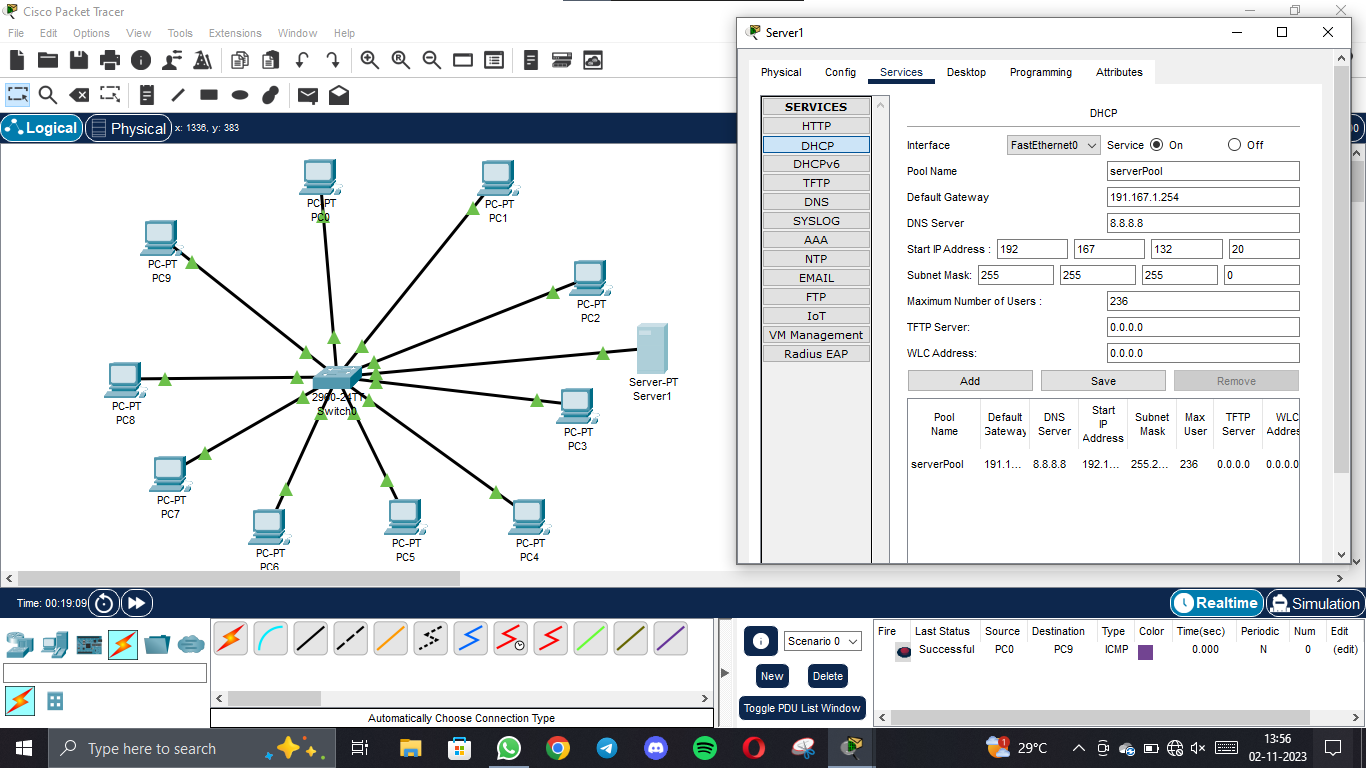 Cisco Packet Tracer
File Edit Options View Tools Extensions Window Help
Logical Physical x: 1336, y: 383
PC-PT
PC0
PC-PT
PC1
PC-PT
PC9
PC-PT
PC2
Server-PT
Server1
PC-PT
PC8
2960-24TT
Switch0
PC-PT
PC3
PC-PT
PC7
PC-PT
PC6
PC-PT
PC5
PC-PT
PC4
Server1
Physical Config Services Desktop Programming Attributes
SERVICES
HTTP
DHCP
DHCPv6
TFTP
DNS
SYSLOG
AAA
NTP
EMAIL
FTP
IoT
VM Management
Radius EAP
DHCP
Interface FastEthernet0 Service On Off
Pool Name serverPool
Default Gateway 191.167.1.254
DNS Server 8.8.8.8
Start IP Address : 192 167 132 20
Subnet Mask: 255 255 255 0
Maximum Number of Users : 236
TFTP Server: 0.0.0.0
WLC Address: 0.0.0.0
Add Save Remove
Pool Name Default Gateway DNS Server Start IP Address Subnet Mask Max User TFTP Server WLC Addres
serverPool 191.1... 8.8.8.8 192.1... 255.2... 236 0.0.0.0 0.0.0.0
Time: 00:19:09 Realtime Simulation
Automatically Choose Connection Type
Scenario 0
New Delete
Toggle PDU List Window
Fire Last Status Source Destination Type Color Time(sec) Periodic Num Edit
Successful PC0 PC9 ICMP 0.000 N 0 (edit)
Type here to search
1 29°C
13:56
02-11-2023